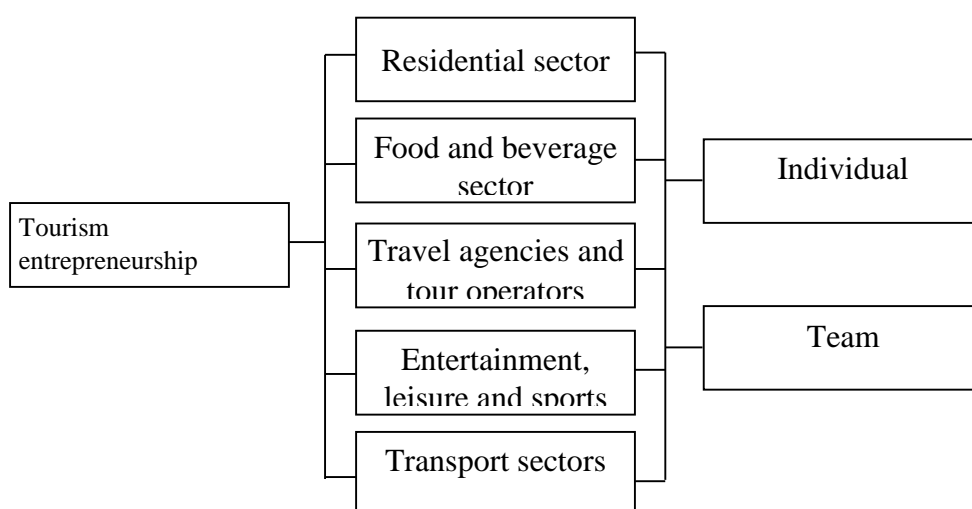 Tourism
entrepreneurship
Residential sector
Food and beverage
sector
Travel agencies and
tour operators
Entertainment,
leisure and sports
Transport sectors
Individual
Team